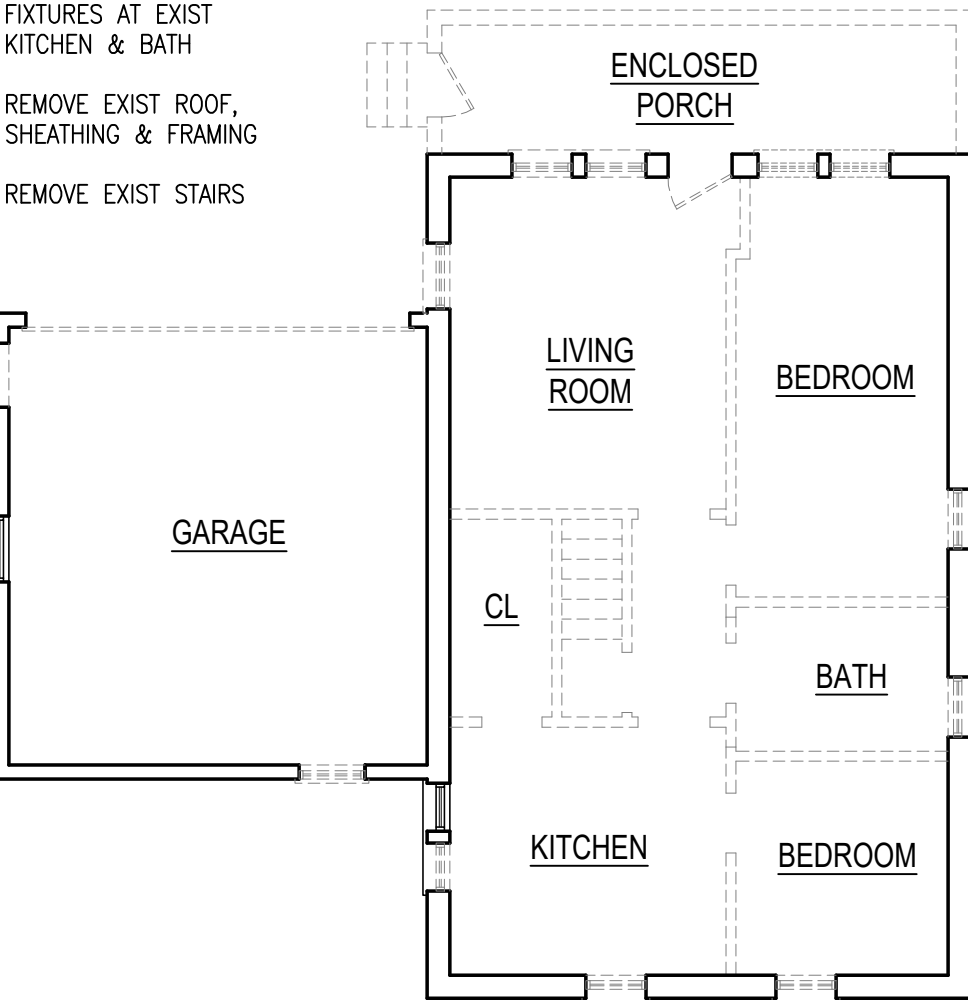 FIXTURES AT EXIST
KITCHEN & BATH
REMOVE EXIST ROOF,
SHEATHING & FRAMING
REMOVE EXIST STAIRS
ENCLOSED
PORCH
LIVING
ROOM
BEDROOM
GARAGE
CL
BATH
KITCHEN
BEDROOM